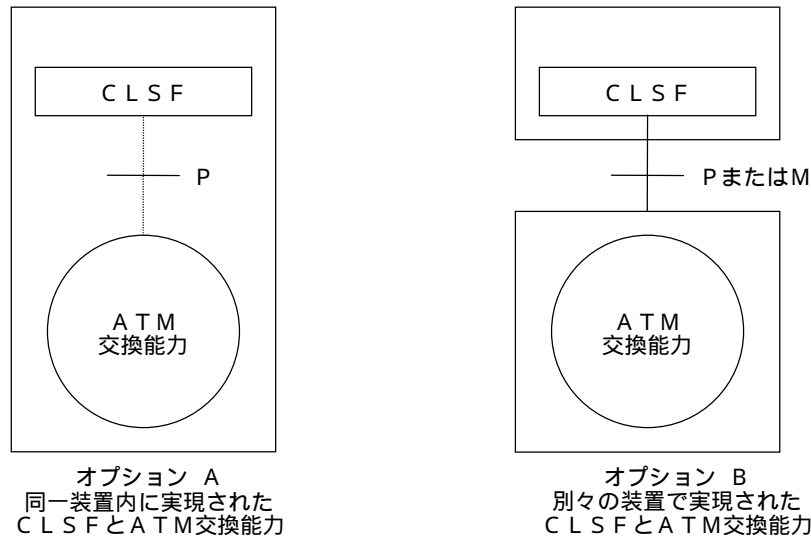 ＣＬＳＦ
Ｐ
ＡＴＭ
交換能力
オプション Ａ
同一装置内に実現された
ＣＬＳＦとＡＴＭ交換能力
ＣＬＳＦ
ＰまたはＭ
ＡＴＭ
交換能力
オプション Ｂ
別々の装置で実現された
ＣＬＳＦとＡＴＭ交換能力